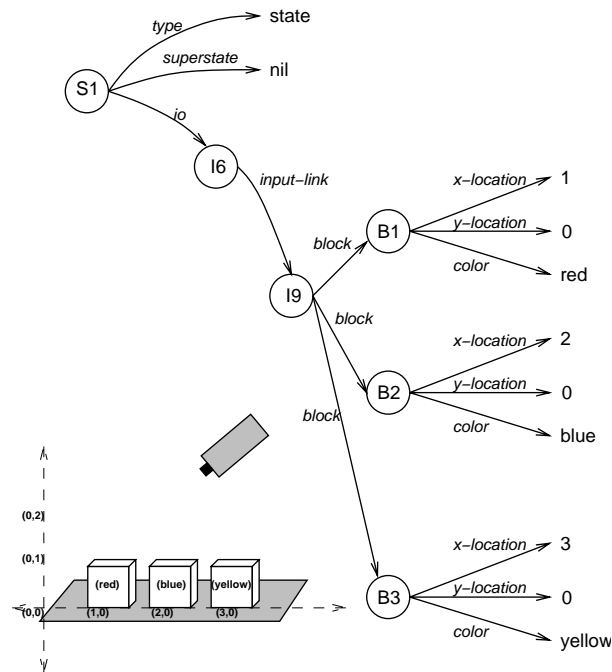 type
state
superstate
nil
S1
io
I6
input−link
x−location
1
B1
y−location
0
block
color
red
I9
block
x−location
2
B2
y−location
0
block
color
blue
(0,2)
(0,1)
(red)
(blue)
(yellow)
(0,0)
(1,0)
(2,0)
(3,0)
x−location
3
B3
y−location
0
color
yellow